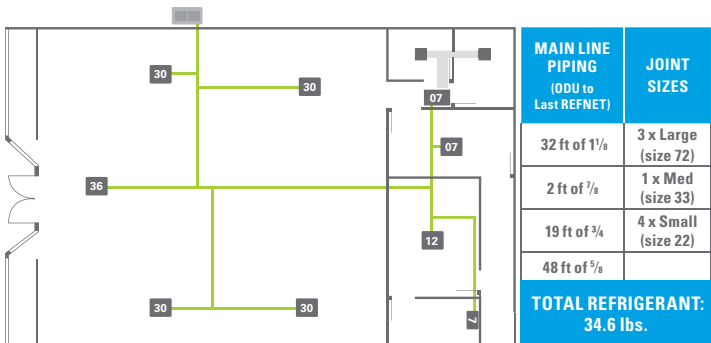 30
30
07
07
36
12
30
30
7
MAIN LINE
PIPING
(ODU to
Last REFNET)
JOINT
SIZES
32 ft of 1⅛
3 x Large
(size 72)
2 ft of ⅞
1 x Med
(size 33)
19 ft of ¾
4 x Small
(size 22)
48 ft of ⅝
TOTAL REFRIGERANT:
34.6 lbs.